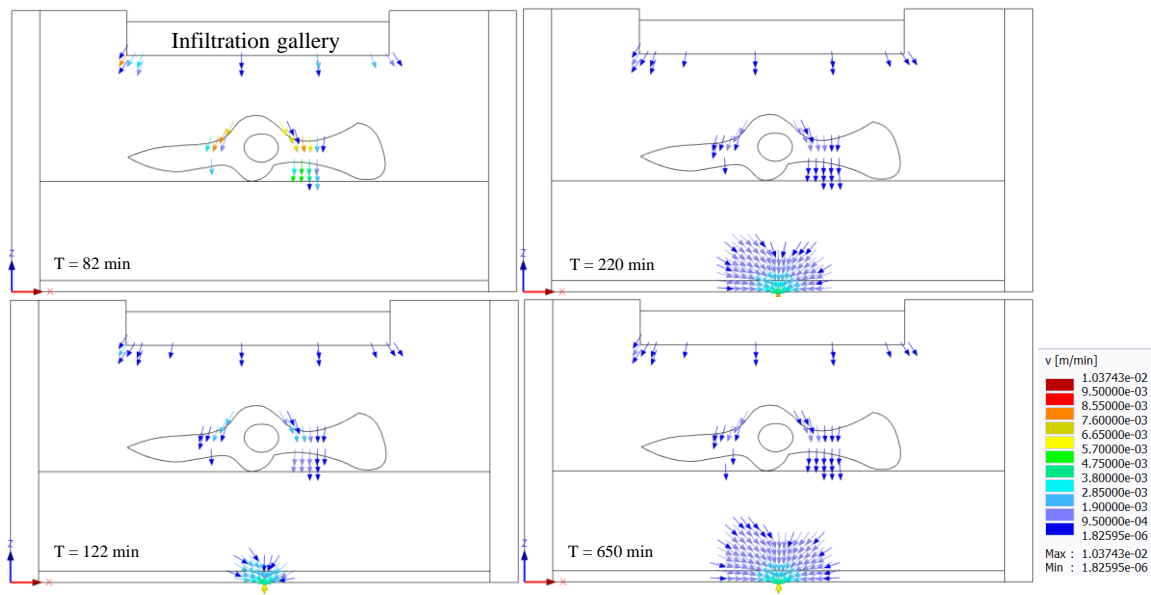 Infiltration gallery
Z
T = 82 min
X
Z
T = 220 min
X
Z
T = 122 min
X
Z
T = 650 min
X
v [m/min]
1.03743e-02
9.50000e-03
8.55000e-03
7.60000e-03
6.65000e-03
5.70000e-03
4.75000e-03
3.80000e-03
2.85000e-03
1.90000e-03
9.50000e-04
1.82595e-06
Max : 1.03743e-02
Min : 1.82595e-06